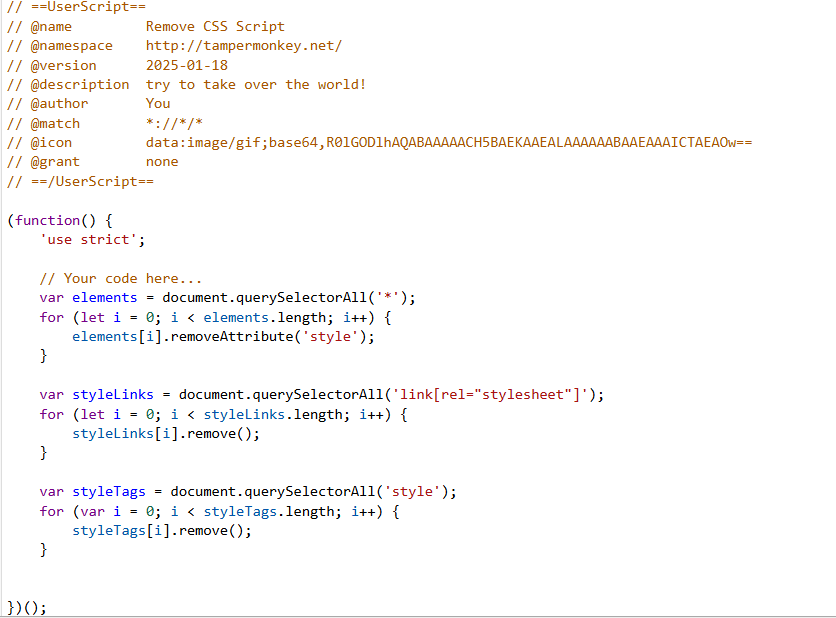 // ==UserScript==
// @name         Remove CSS Script
// @namespace    http://tampermonkey.net/
// @version      2025-01-18
// @description  try to take over the world!
// @author       You
// @match        *://*/*
// @icon         data:image/gif;base64,R0lGODlhAQABAAAAACH5BAEKAAEALAAAAAABAAEAAAICTAEAOw==
// @grant        none
// ==/UserScript==

(function() {
    'use strict';

    // Your code here...
    var elements = document.querySelectorAll('*');
    for (let i = 0; i < elements.length; i++) {
        elements[i].removeAttribute('style');
    }

    var styleLinks = document.querySelectorAll('link[rel="stylesheet"]');
    for (let i = 0; i < styleLinks.length; i++) {
        styleLinks[i].remove();
    }

    var styleTags = document.querySelectorAll('style');
    for (var i = 0; i < styleTags.length; i++) {
        styleTags[i].remove();
    }


})();